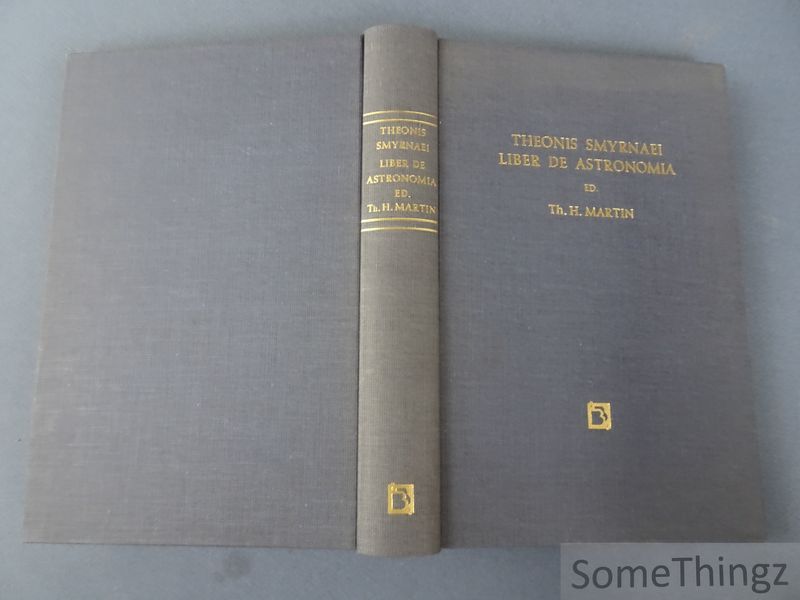 THEONIS
SMYRNAEI
LIBER DE
ASTRONOMIA
ED.
Th. H. MARTIN
B
THEONIS SMYRNAEI
LIBER DE ASTRONOMIA
ED.
Th. H. MARTIN
B
SomeThingz